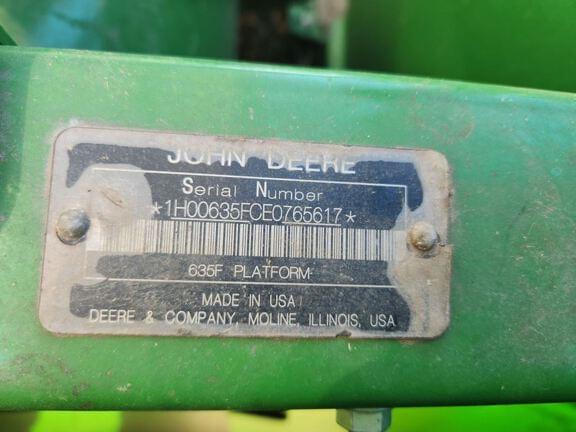 JOHN DEERE
Serial Number
*1H00635FCE0765617*
635F PLATFORM
MADE IN USA
DEERE & COMPANY, MOLINE, ILLINOIS, USA